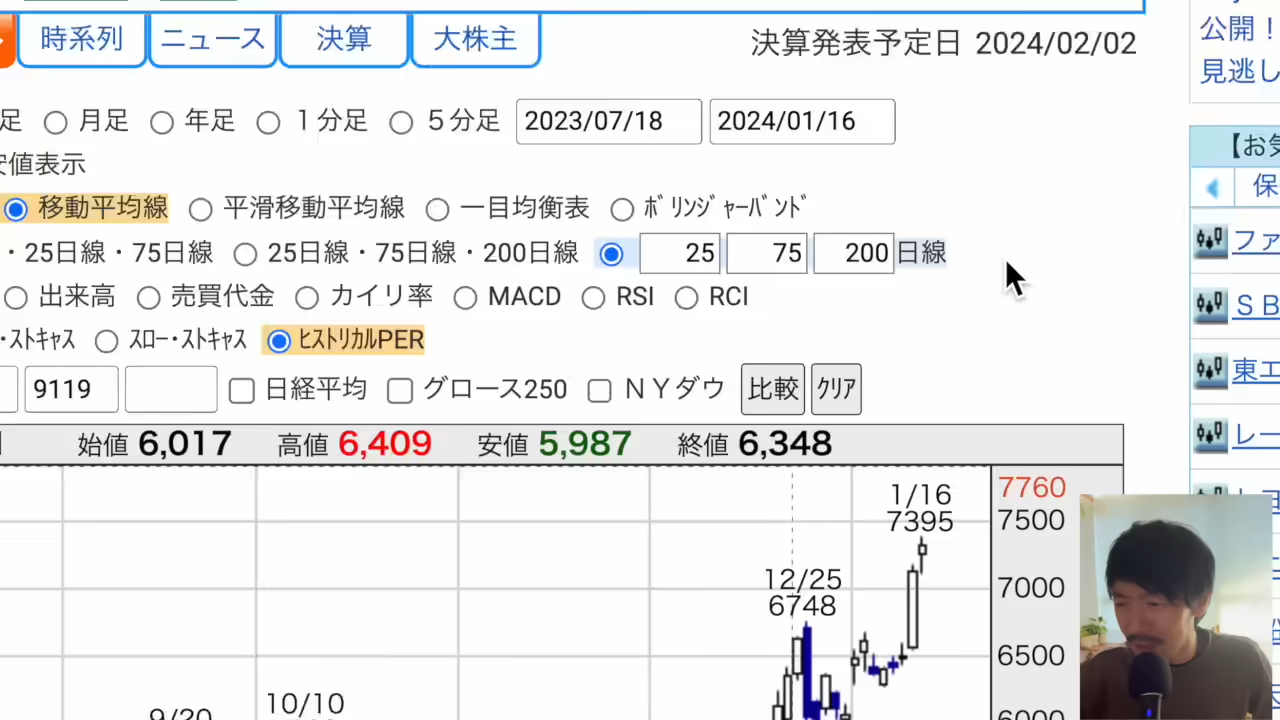 時系列 ニュース 決算 大株主 決算発表予定日 2024/02/02
公開！
見逃し
足 月足 年足 １分足 ５分足 2023/07/18 2024/01/16
安値表示
【お気
移動平均線 平滑移動平均線 一目均衡表 ﾎﾞﾘﾝｼﾞｬｰﾊﾞﾝﾄﾞ
保
・25日線・75日線 25日線・75日線・200日線 25 75 200 日線
ファ
出来高 売買代金 カイリ率 MACD RSI RCI
ＳＢ
･ｽﾄｷｬｽ ｽﾛｰ･ｽﾄｷｬｽ ﾋｽﾄﾘｶﾙPER
東エ
9119 日経平均 グロース250 ＮＹダウ 比較 ｸﾘｱ
レー
始値 6,017 高値 6,409 安値 5,987 終値 6,348
1/16
7395
7760
7500
12/25
6748
7000
6500
10/10
9/20
6000